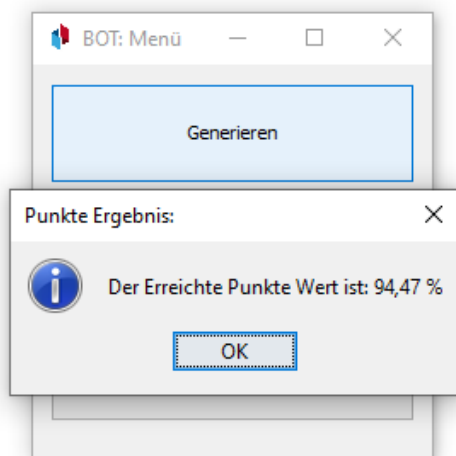 BOT: Menü
Generieren
Punkte Ergebnis:
Der Erreichte Punkte Wert ist: 94,47 %
OK